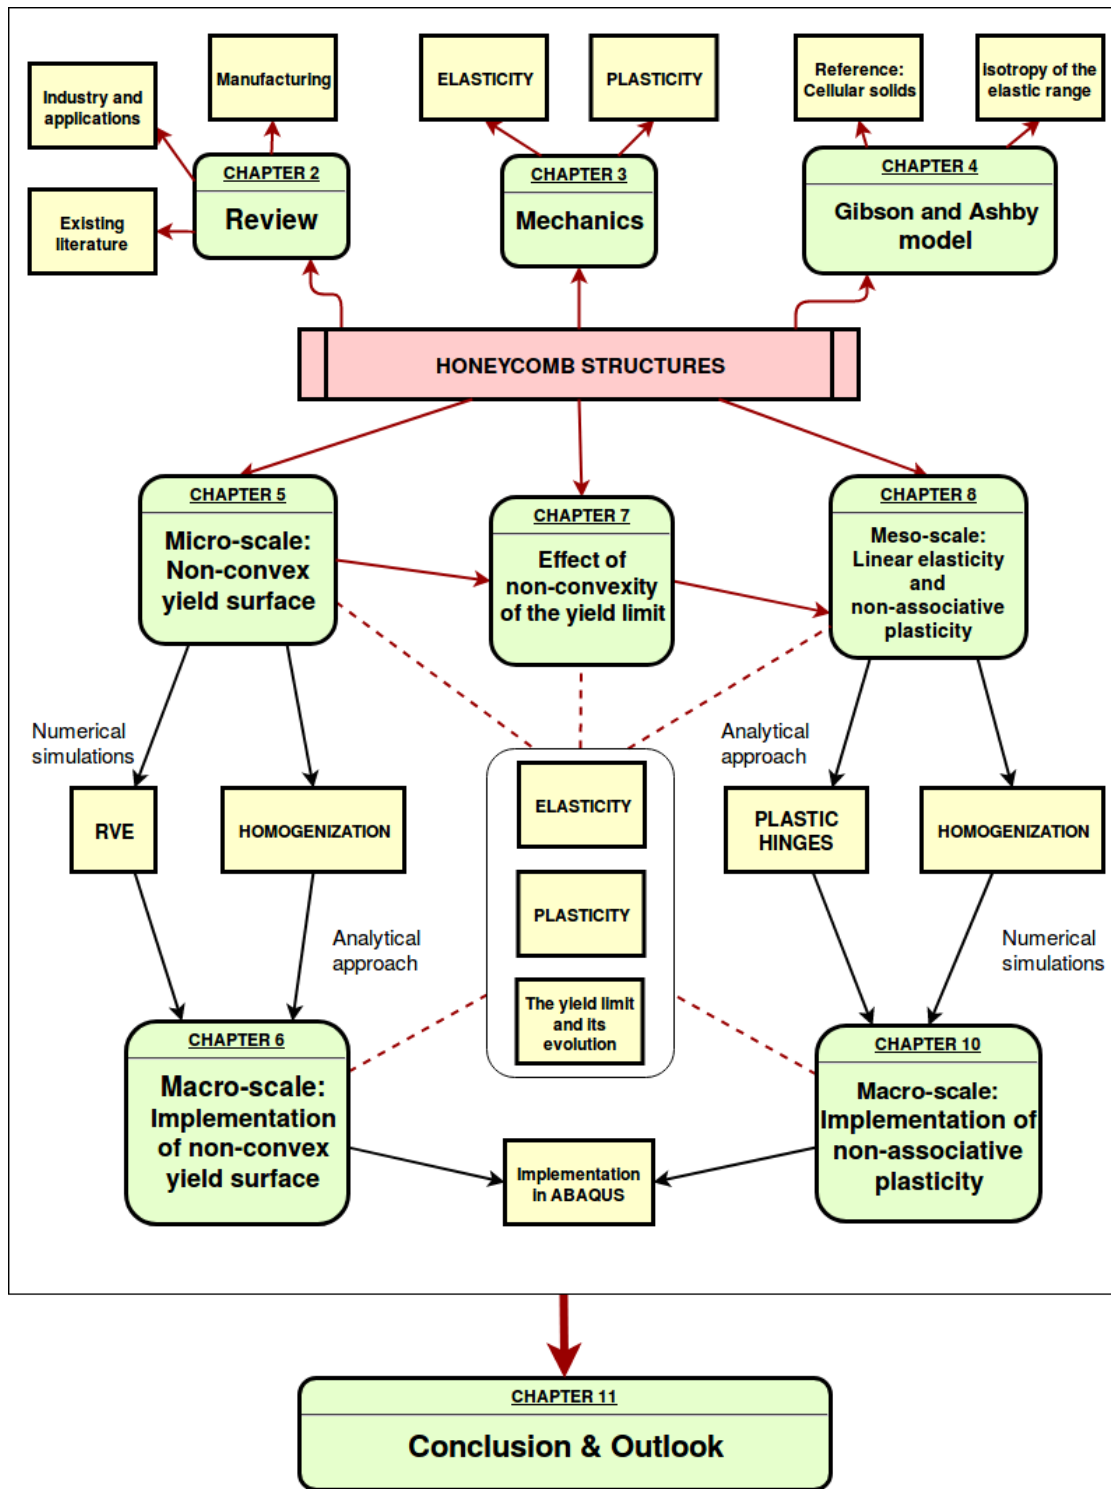 Manufacturing
ELASTICITY
PLASTICITY
Reference:
Cellular solids
Isotropy of the
elastic range
Industry and
applications
Existing
literature
CHAPTER 2
Review
CHAPTER 3
Mechanics
CHAPTER 4
Gibson and Ashby
model
HONEYCOMB STRUCTURES
CHAPTER 5
Micro-scale:
Non-convex
yield surface
CHAPTER 7
Effect of
non-convexity
of the yield limit
CHAPTER 8
Meso-scale:
Linear elasticity
and
non-associative
plasticity
Numerical
simulations
RVE
HOMOGENIZATION
Analytical
approach
ELASTICITY
PLASTICITY
The yield limit
and its
evolution
Analytical
approach
PLASTIC
HINGES
HOMOGENIZATION
Numerical
simulations
CHAPTER 6
Macro-scale:
Implementation
of non-convex
yield surface
Implementation
in ABAQUS
CHAPTER 10
Macro-scale:
Implementation of
non-associative
plasticity
CHAPTER 11
Conclusion & Outlook